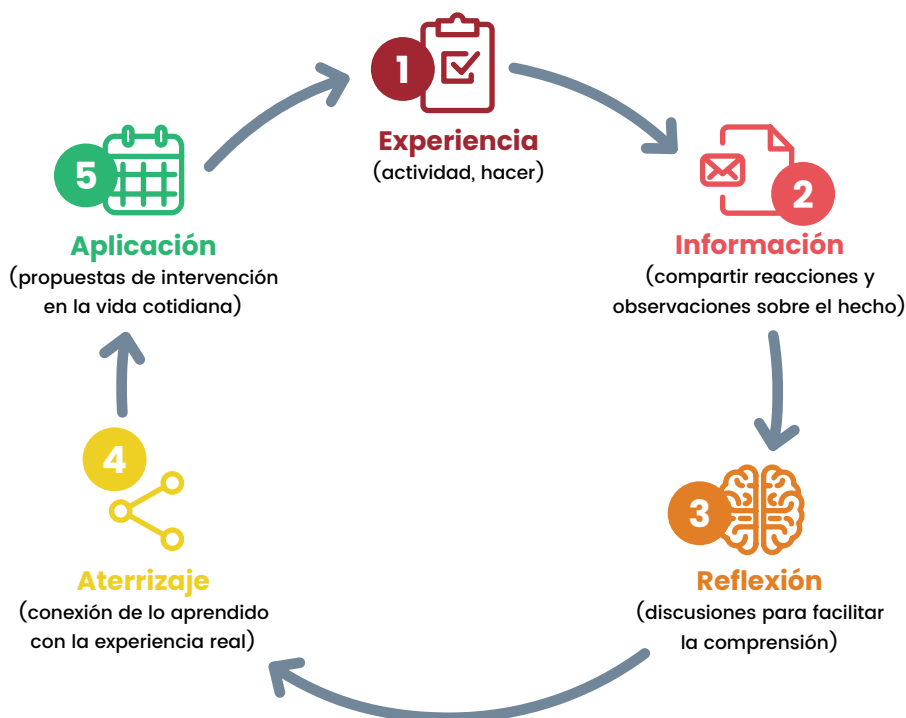 1
Experiencia
(actividad, hacer)
2
Información
(compartir reacciones y
observaciones sobre el hecho)
3
Reflexión
(discusiones para facilitar
la comprensión)
4
Aterrizaje
(conexión de lo aprendido
con la experiencia real)
5
Aplicación
(propuestas de intervención
en la vida cotidiana)